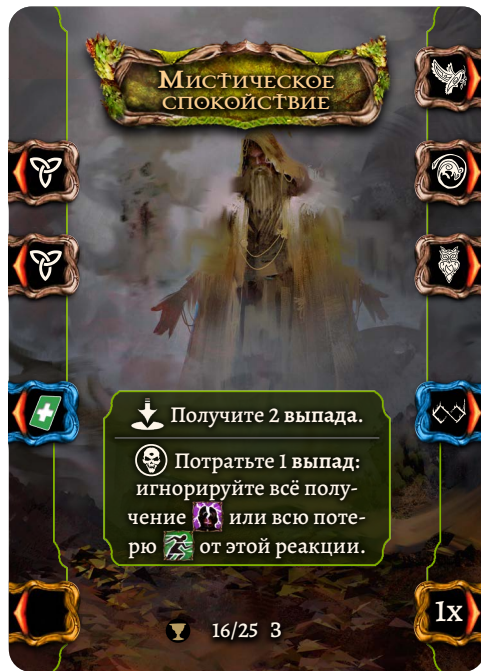 Мистическое
спокойствие
Получите 2 выпада.
Потратьте 1 выпад:
игнорируйте всё полу-
чение или всю поте-
рю от этой реакции.
1x
16/25 3